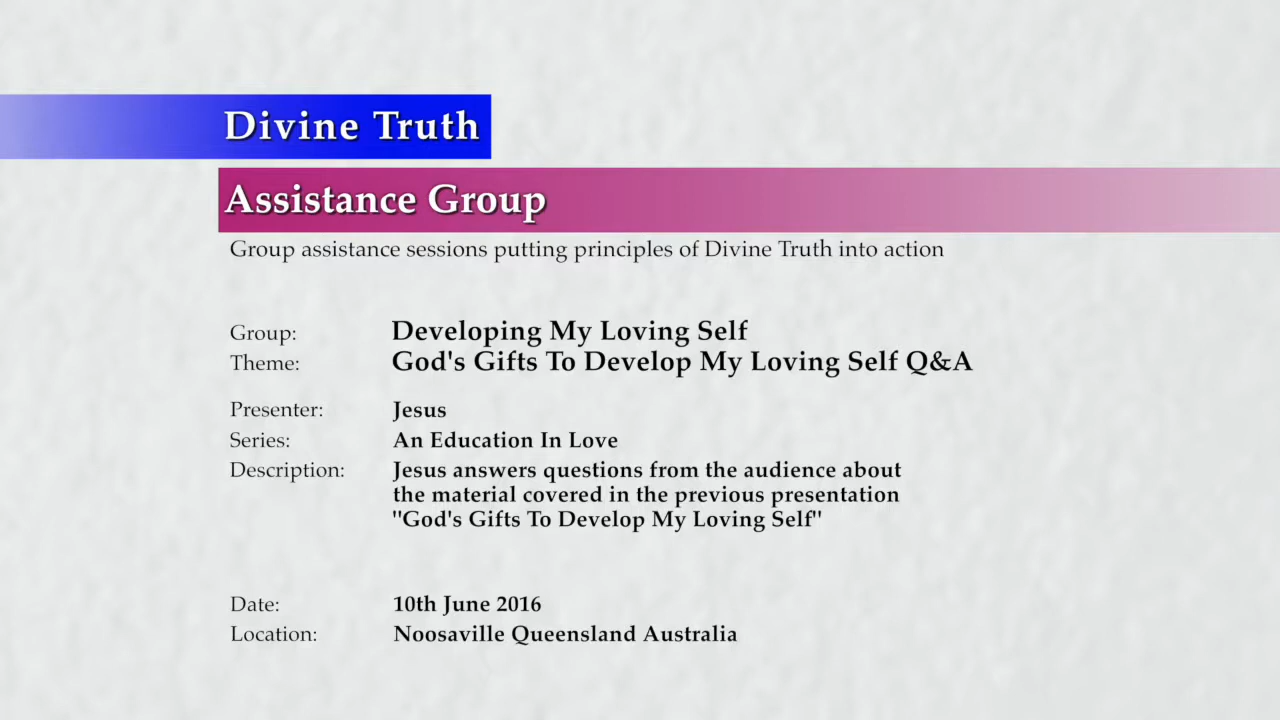 Divine Truth
Assistance Group
Group assistance sessions putting principles of Divine Truth into action
Group: Developing My Loving Self
Theme: God's Gifts To Develop My Loving Self Q&A
Presenter: Jesus
Series: An Education In Love
Description: Jesus answers questions from the audience about
the material covered in the previous presentation
"God's Gifts To Develop My Loving Self"
Date: 10th June 2016
Location: Noosaville Queensland Australia